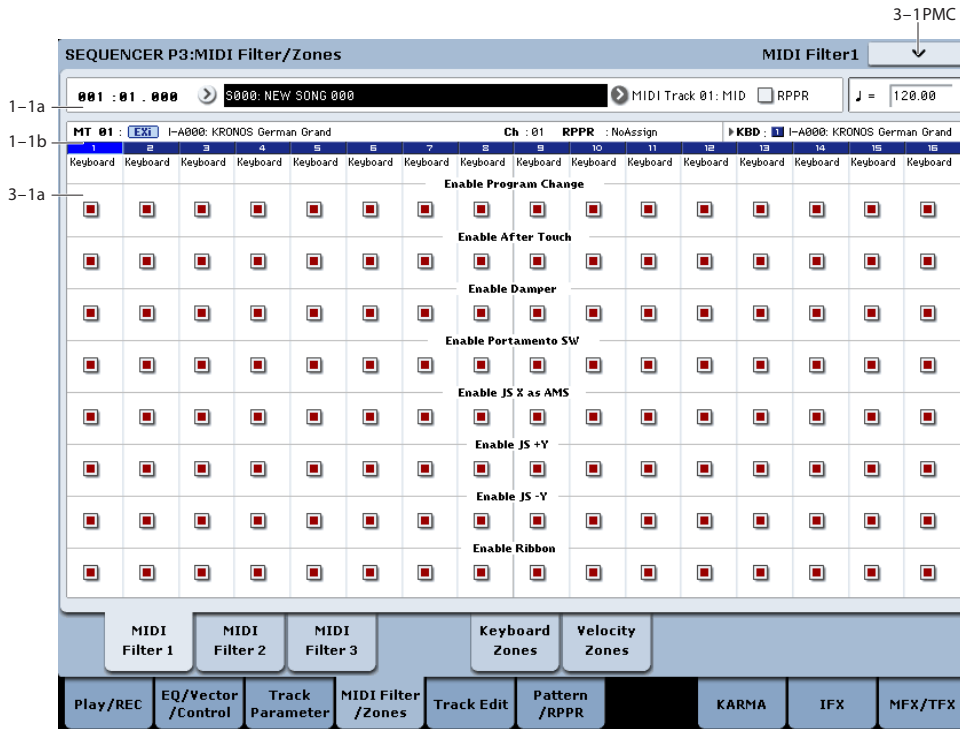 3-1PMC
SEQUENCER P3:MIDI Filter/Zones MIDI Filter1
001 :01 . 000 S000: NEW SONG 000 MIDI Track 01: MID RPPR ♩ = 120.00
1-1a
MT 01 : EXi I-A000: KRONOS German Grand Ch : 01 RPPR : NoAssign KBD : 1 I-A000: KRONOS German Grand
1-1b
1 2 3 4 5 6 7 8 9 10 11 12 13 14 15 16
Keyboard Keyboard Keyboard Keyboard Keyboard Keyboard Keyboard Keyboard Keyboard Keyboard Keyboard Keyboard Keyboard Keyboard Keyboard Keyboard
3-1a
Enable Program Change
Enable After Touch
Enable Damper
Enable Portamento SW
Enable JS X as AMS
Enable JS +Y
Enable JS -Y
Enable Ribbon
MIDI Filter 1 MIDI Filter 2 MIDI Filter 3 Keyboard Zones Velocity Zones
Play/REC EQ/Vector /Control Track Parameter MIDI Filter /Zones Track Edit Pattern /RPPR KARMA IFX MFX/TFX